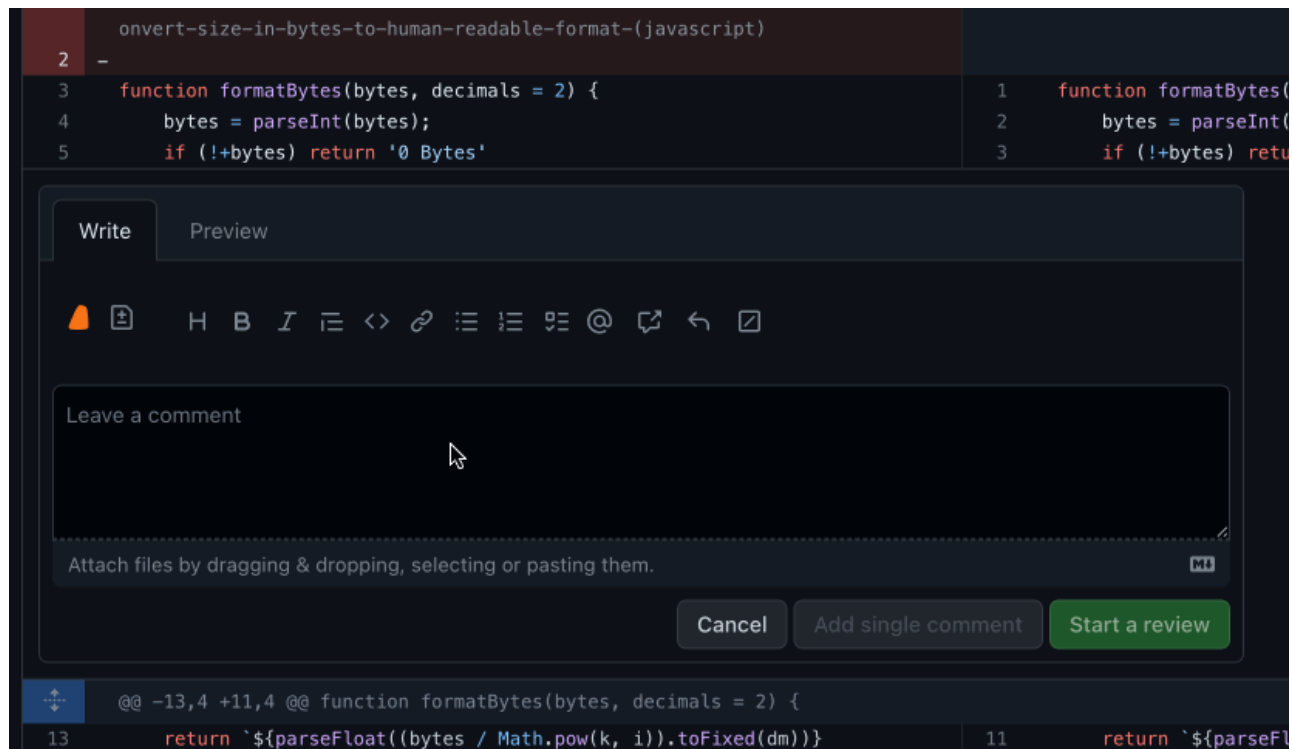 onvert-size-in-bytes-to-human-readable-format-(javascript)
2 -
3 function formatBytes(bytes, decimals = 2) {
1 function formatBytes(
4 bytes = parseInt(bytes);
2 bytes = parseInt(
5 if (!+bytes) return '0 Bytes'
3 if (!+bytes) retu
Write Preview
H B I <> @
Leave a comment
Attach files by dragging & dropping, selecting or pasting them.
M↓
Cancel Add single comment Start a review
@@ -13,4 +11,4 @@ function formatBytes(bytes, decimals = 2) {
13 return `${parseFloat((bytes / Math.pow(k, i)).toFixed(dm))}
11 return `${parseFl